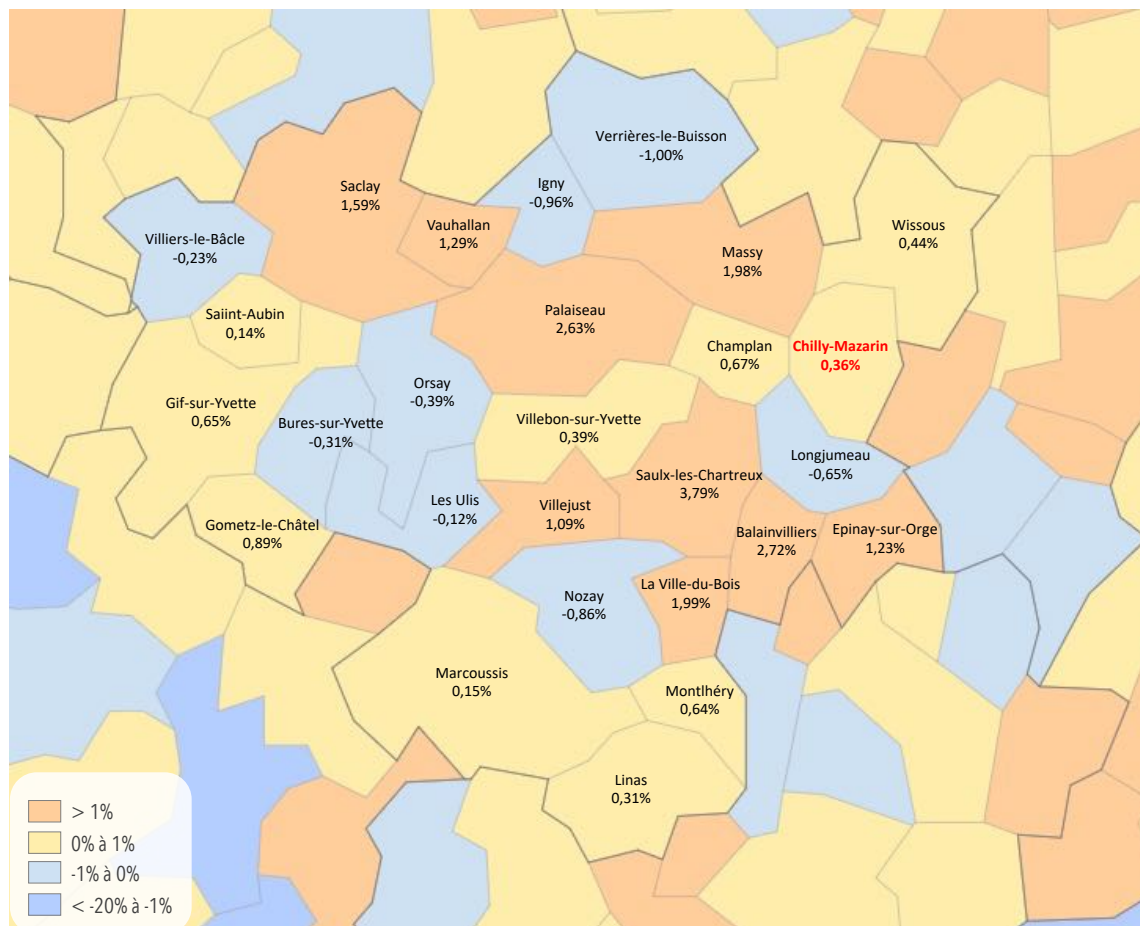 Verrières-le-Buisson
-1,00%
Saclay
1,59%
Igny
-0,96%
Vauhallan
1,29%
Wissous
0,44%
Villiers-le-Bâcle
-0,23%
Massy
1,98%
Saiint-Aubin
0,14%
Palaiseau
2,63%
Champlan
0,67%
Chilly-Mazarin
0,36%
Orsay
-0,39%
Gif-sur-Yvette
0,65%
Bures-sur-Yvette
-0,31%
Villebon-sur-Yvette
0,39%
Longjumeau
-0,65%
Saulx-les-Chartreux
3,79%
Les Ulis
-0,12%
Villejust
1,09%
Gometz-le-Châtel
0,89%
Balainvilliers
2,72%
Epinay-sur-Orge
1,23%
La Ville-du-Bois
1,99%
Nozay
-0,86%
Marcoussis
0,15%
Montlhéry
0,64%
Linas
0,31%
> 1%
0% à 1%
-1% à 0%
< -20% à -1%